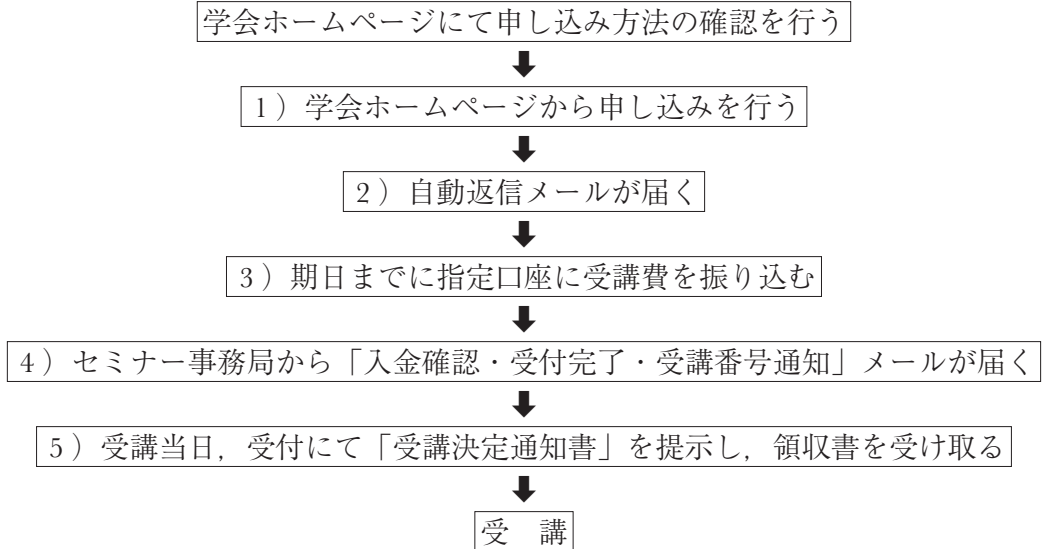 学会ホームページにて申し込み方法の確認を行う
1）学会ホームページから申し込みを行う
2）自動返信メールが届く
3）期日までに指定口座に受講費を振り込む
4）セミナー事務局から「入金確認・受付完了・受講番号通知」メールが届く
5）受講当日，受付にて「受講決定通知書」を提示し，領収書を受け取る
受　講